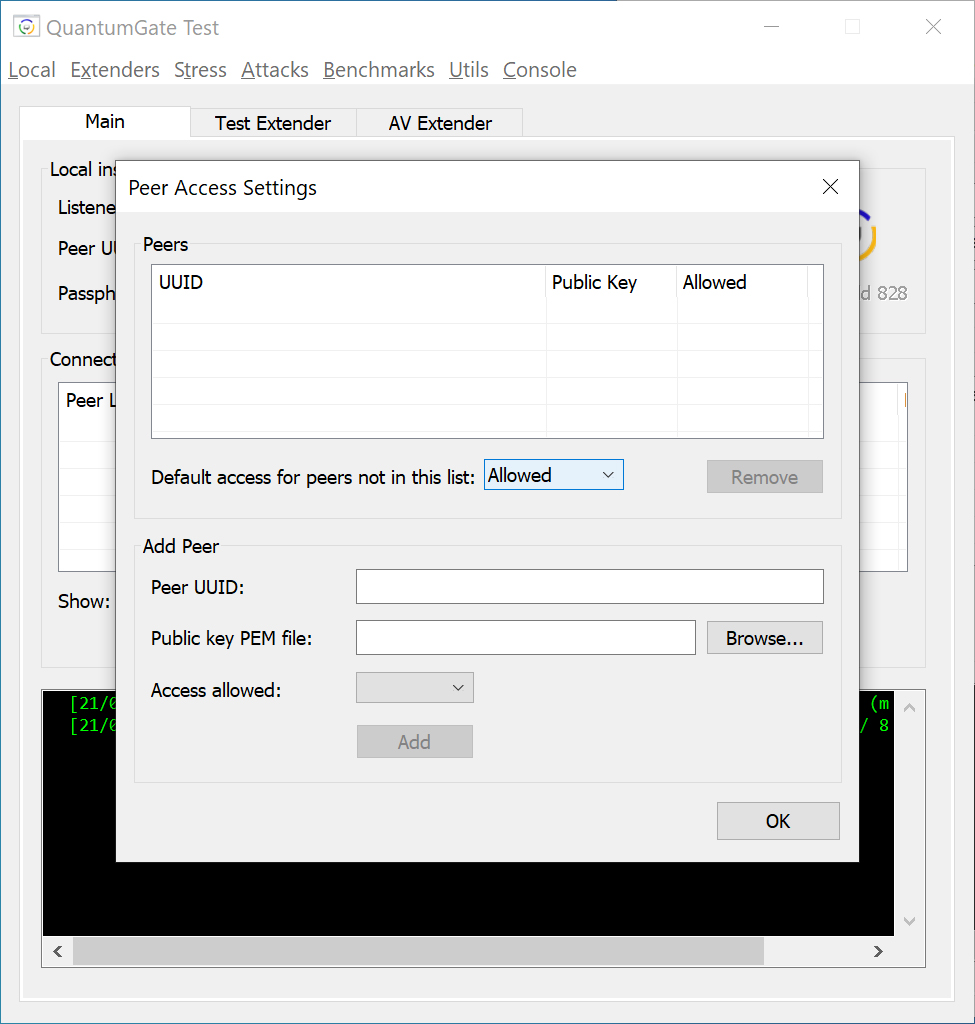 QuantumGate Test
Local Extenders Stress Attacks Benchmarks Utils Console
Main Test Extender AV Extender
Local ins
Peer Access Settings
Listene
Peer UU
Passph
d 828
Peers
UUID Public Key Allowed
Connect
Peer L
Default access for peers not in this list: Allowed Remove
Add Peer
Peer UUID:
Show:
Public key PEM file: Browse...
Access allowed:
[21/0 (m
[21/0 / 8
Add
OK